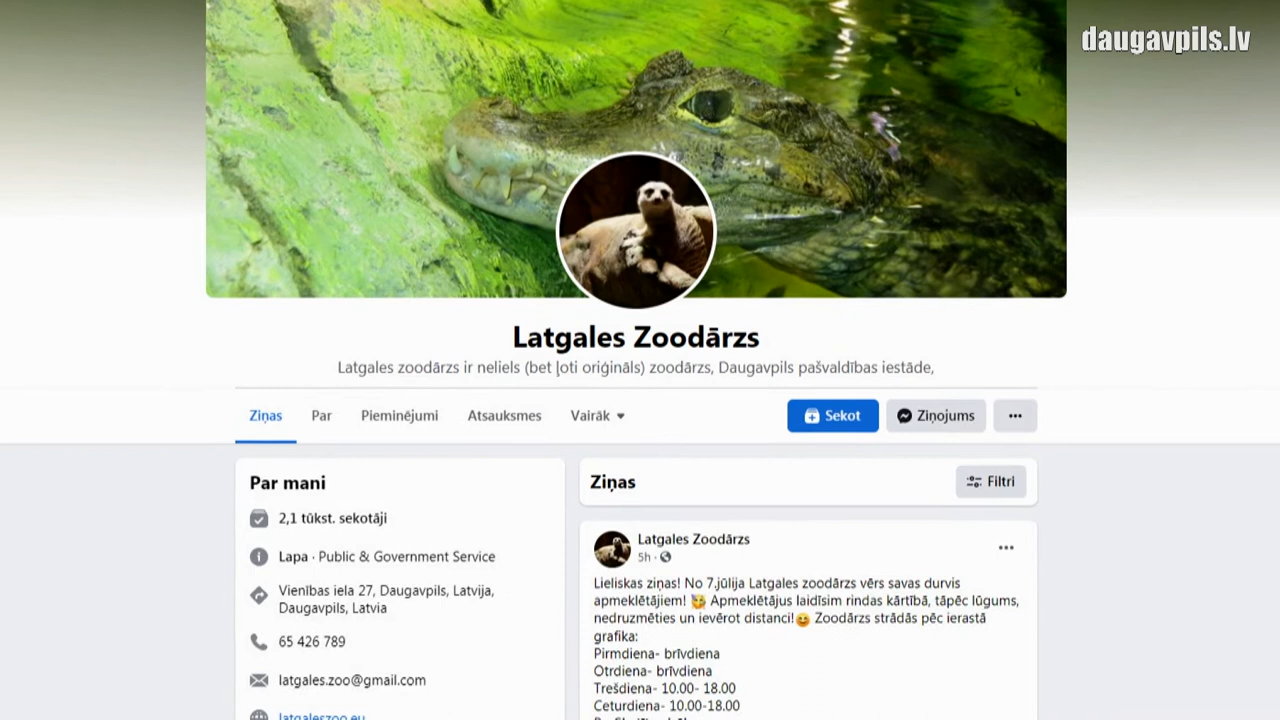 daugavpils.lv
Latgales Zoodārzs
Latgales zoodārzs ir neliels (bet ļoti oriģināls) zoodārzs, Daugavpils pašvaldības iestāde,
Ziņas
Par
Pieminējumi
Atsauksmes
Vairāk
Sekot
Ziņojums
Par mani
2,1 tūkst. sekotāji
Lapa · Public & Government Service
Vienības iela 27, Daugavpils, Latvija,
Daugavpils, Latvia
65 426 789
latgales.zoo@gmail.com
latgaleszoo.eu
Ziņas
Filtri
Latgales Zoodārzs
5h ·
Lieliskas ziņas! No 7.jūlija Latgales zoodārzs vērs savas durvis
apmeklētājiem! 🥰 Apmeklētājus laidīsim rindas kārtībā, tāpēc lūgums,
nedruzmēties un ievērot distanci!😄 Zoodārzs strādās pēc ierastā
grafika:
Pirmdiena- brīvdiena
Otrdiena- brīvdiena
Trešdiena- 10.00- 18.00
Ceturdiena- 10.00-18.00